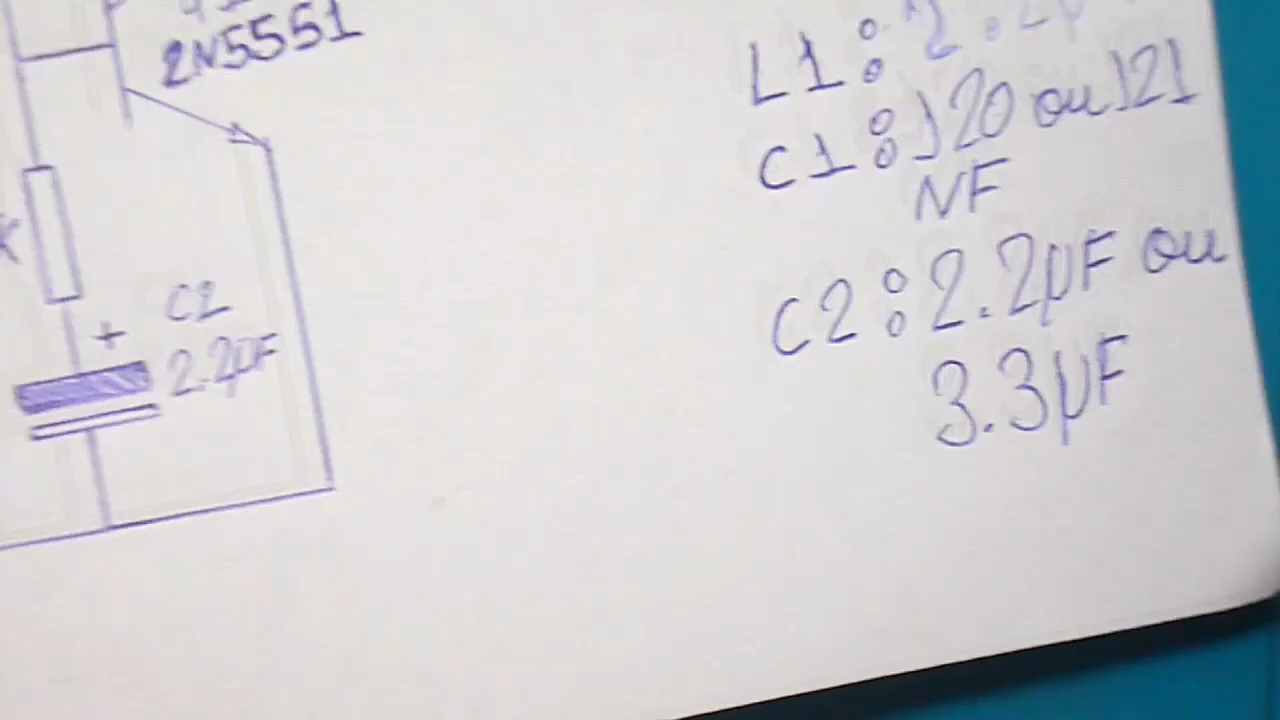 2N5551
K
C2
+
2.2µF
L1:
C1: 120 ou 121
NF
C2: 2.2µF ou
3.3µF